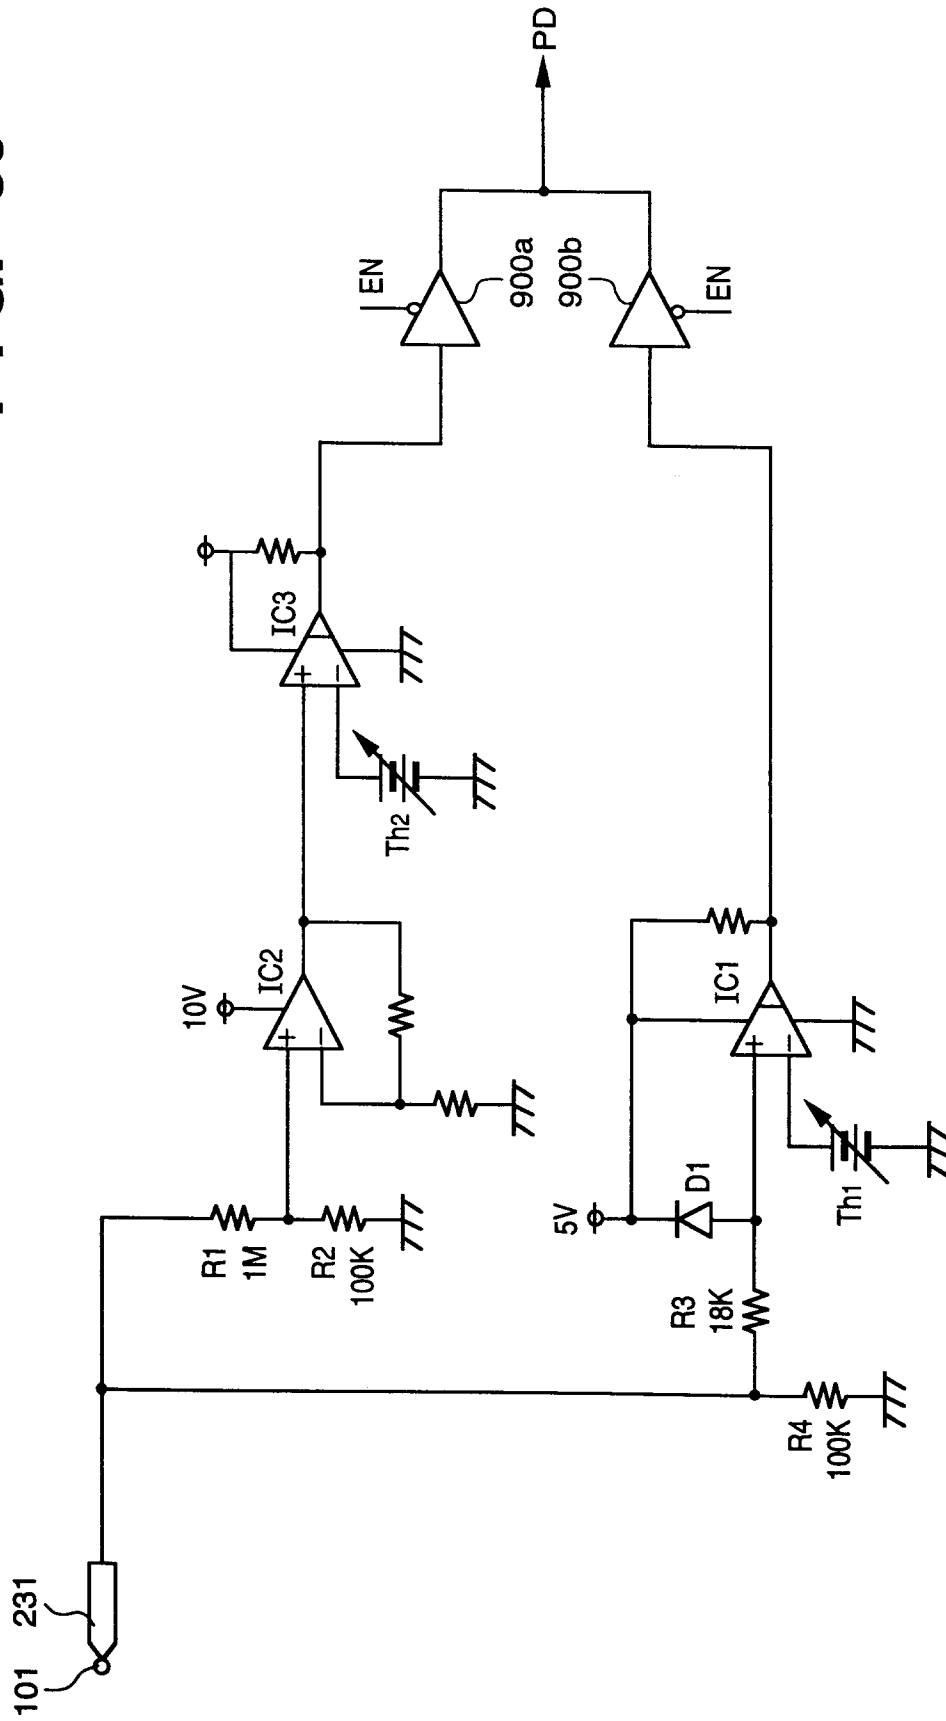 101
231
R1
1M
R2
100K
10V
IC2
Th2
IC3
EN
900a
900b
EN
PD
5V
D1
R3
18K
R4
100K
Th1
IC1
+
−
+
−
+
−